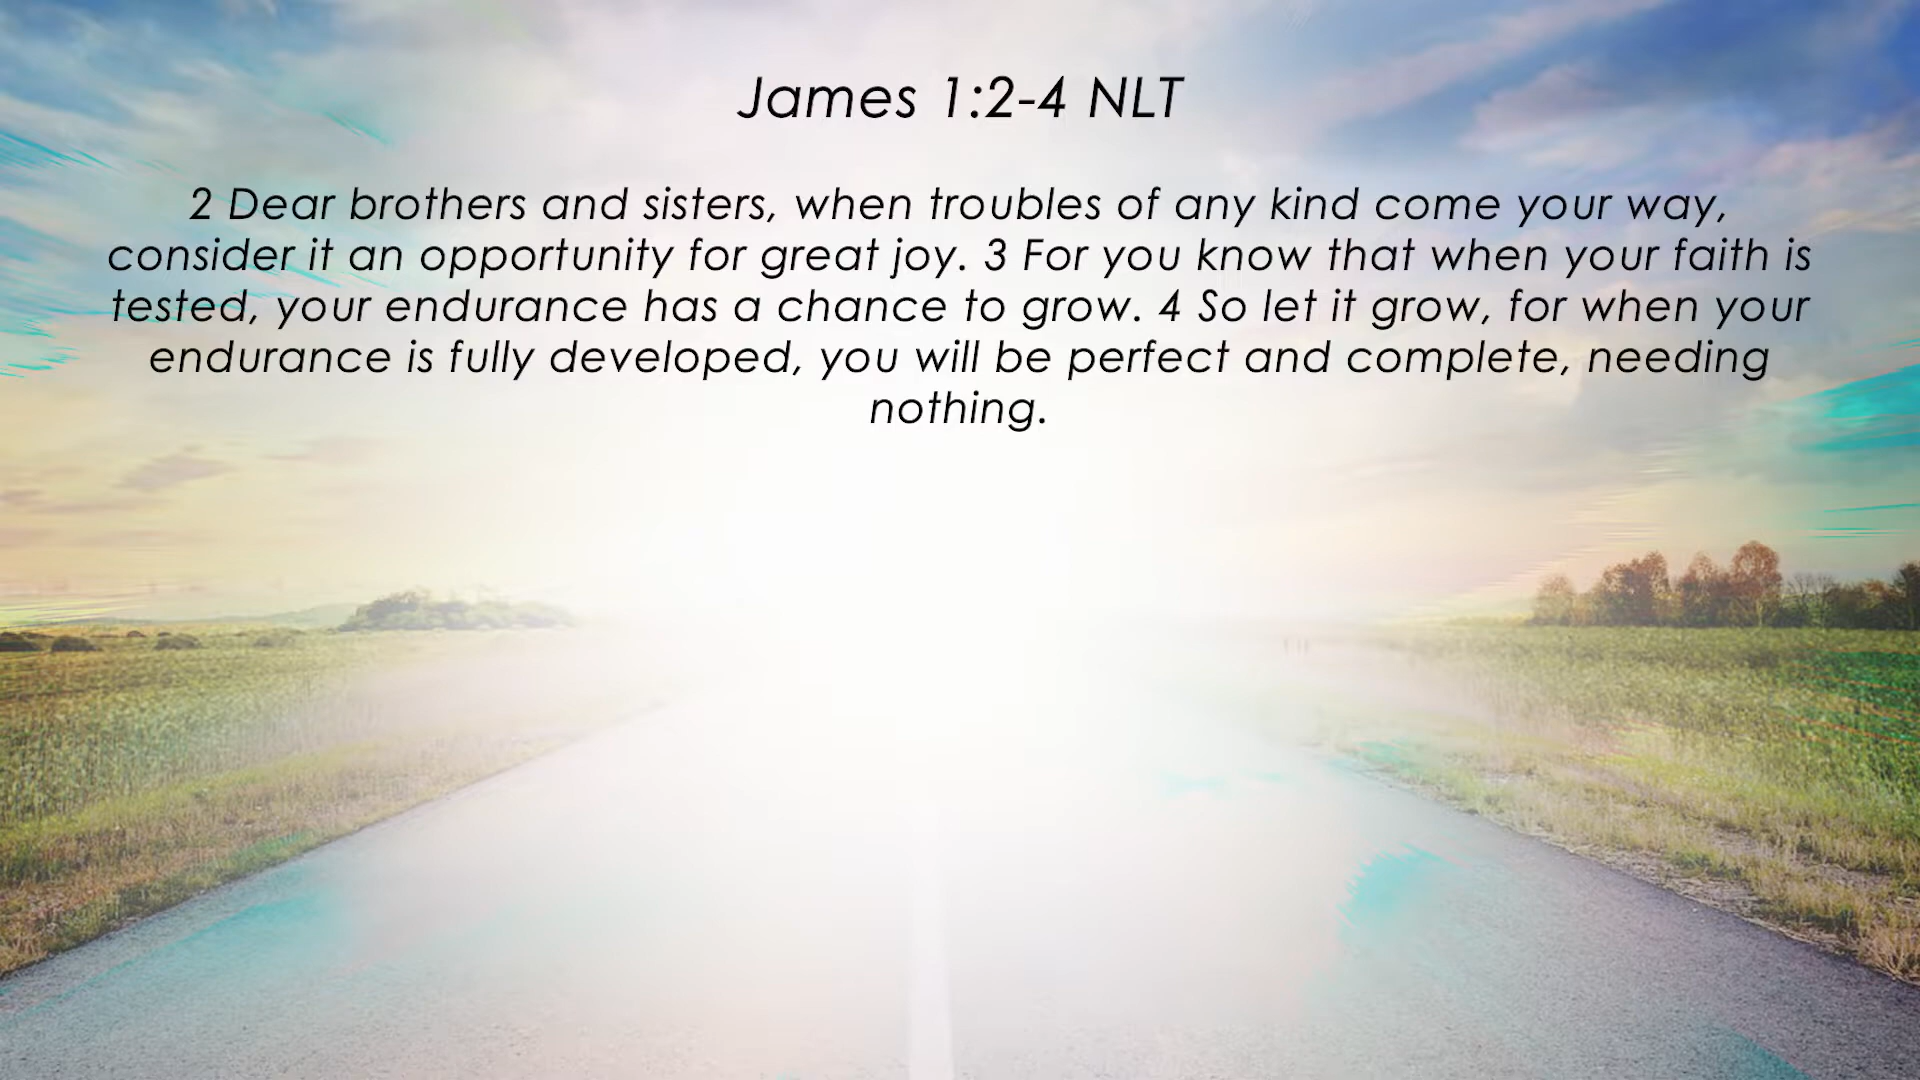 James 1:2-4 NLT
2 Dear brothers and sisters, when troubles of any kind come your way,
consider it an opportunity for great joy. 3 For you know that when your faith is
tested, your endurance has a chance to grow. 4 So let it grow, for when your
endurance is fully developed, you will be perfect and complete, needing
nothing.